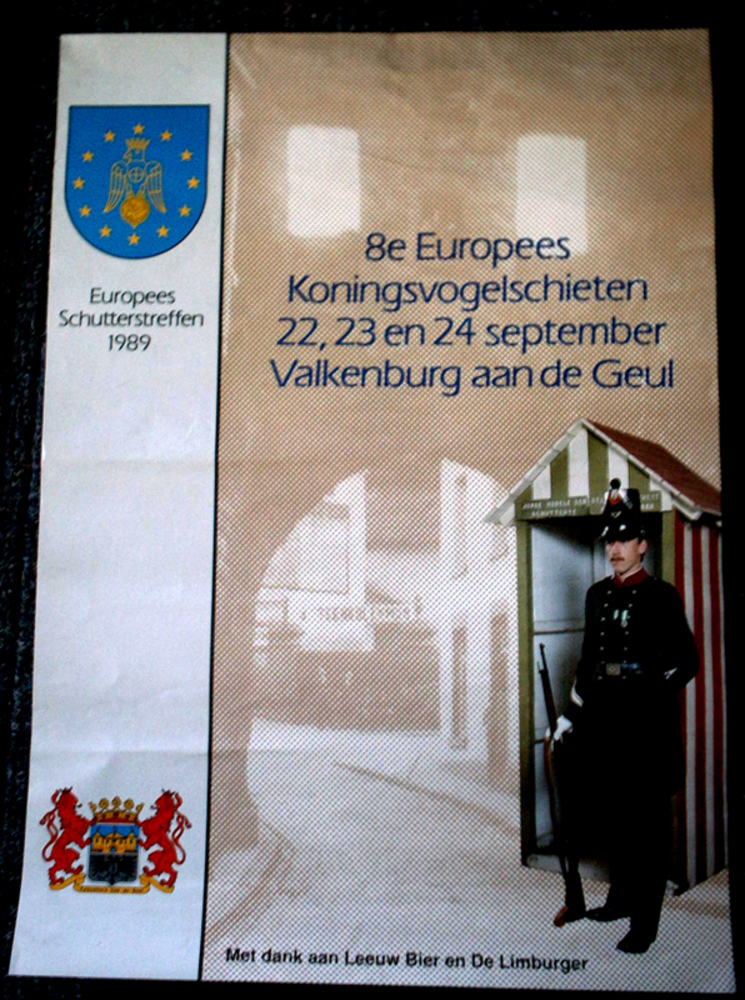 Europees
Schutterstreffen
1989
8e Europees
Koningsvogelschieten
22, 23 en 24 september
Valkenburg aan de Geul
Met dank aan Leeuw Bier en De Limburger